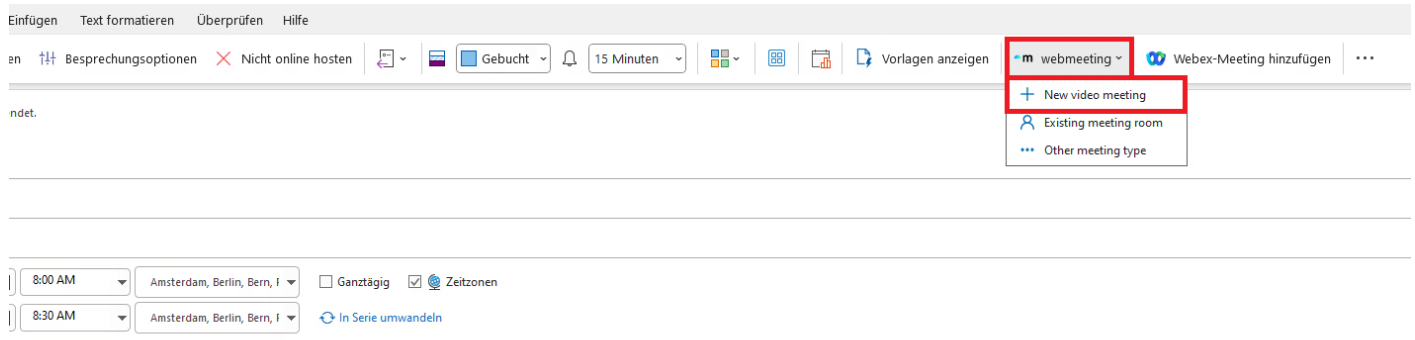 Einfügen Text formatieren Überprüfen Hilfe
en Besprechungsoptionen Nicht online hosten Gebucht 15 Minuten Vorlagen anzeigen m webmeeting Webex-Meeting hinzufügen ...
New video meeting
ndet.
Existing meeting room
Other meeting type
8:00 AM Amsterdam, Berlin, Bern, Ganztägig Zeitzonen
8:30 AM Amsterdam, Berlin, Bern, In Serie umwandeln